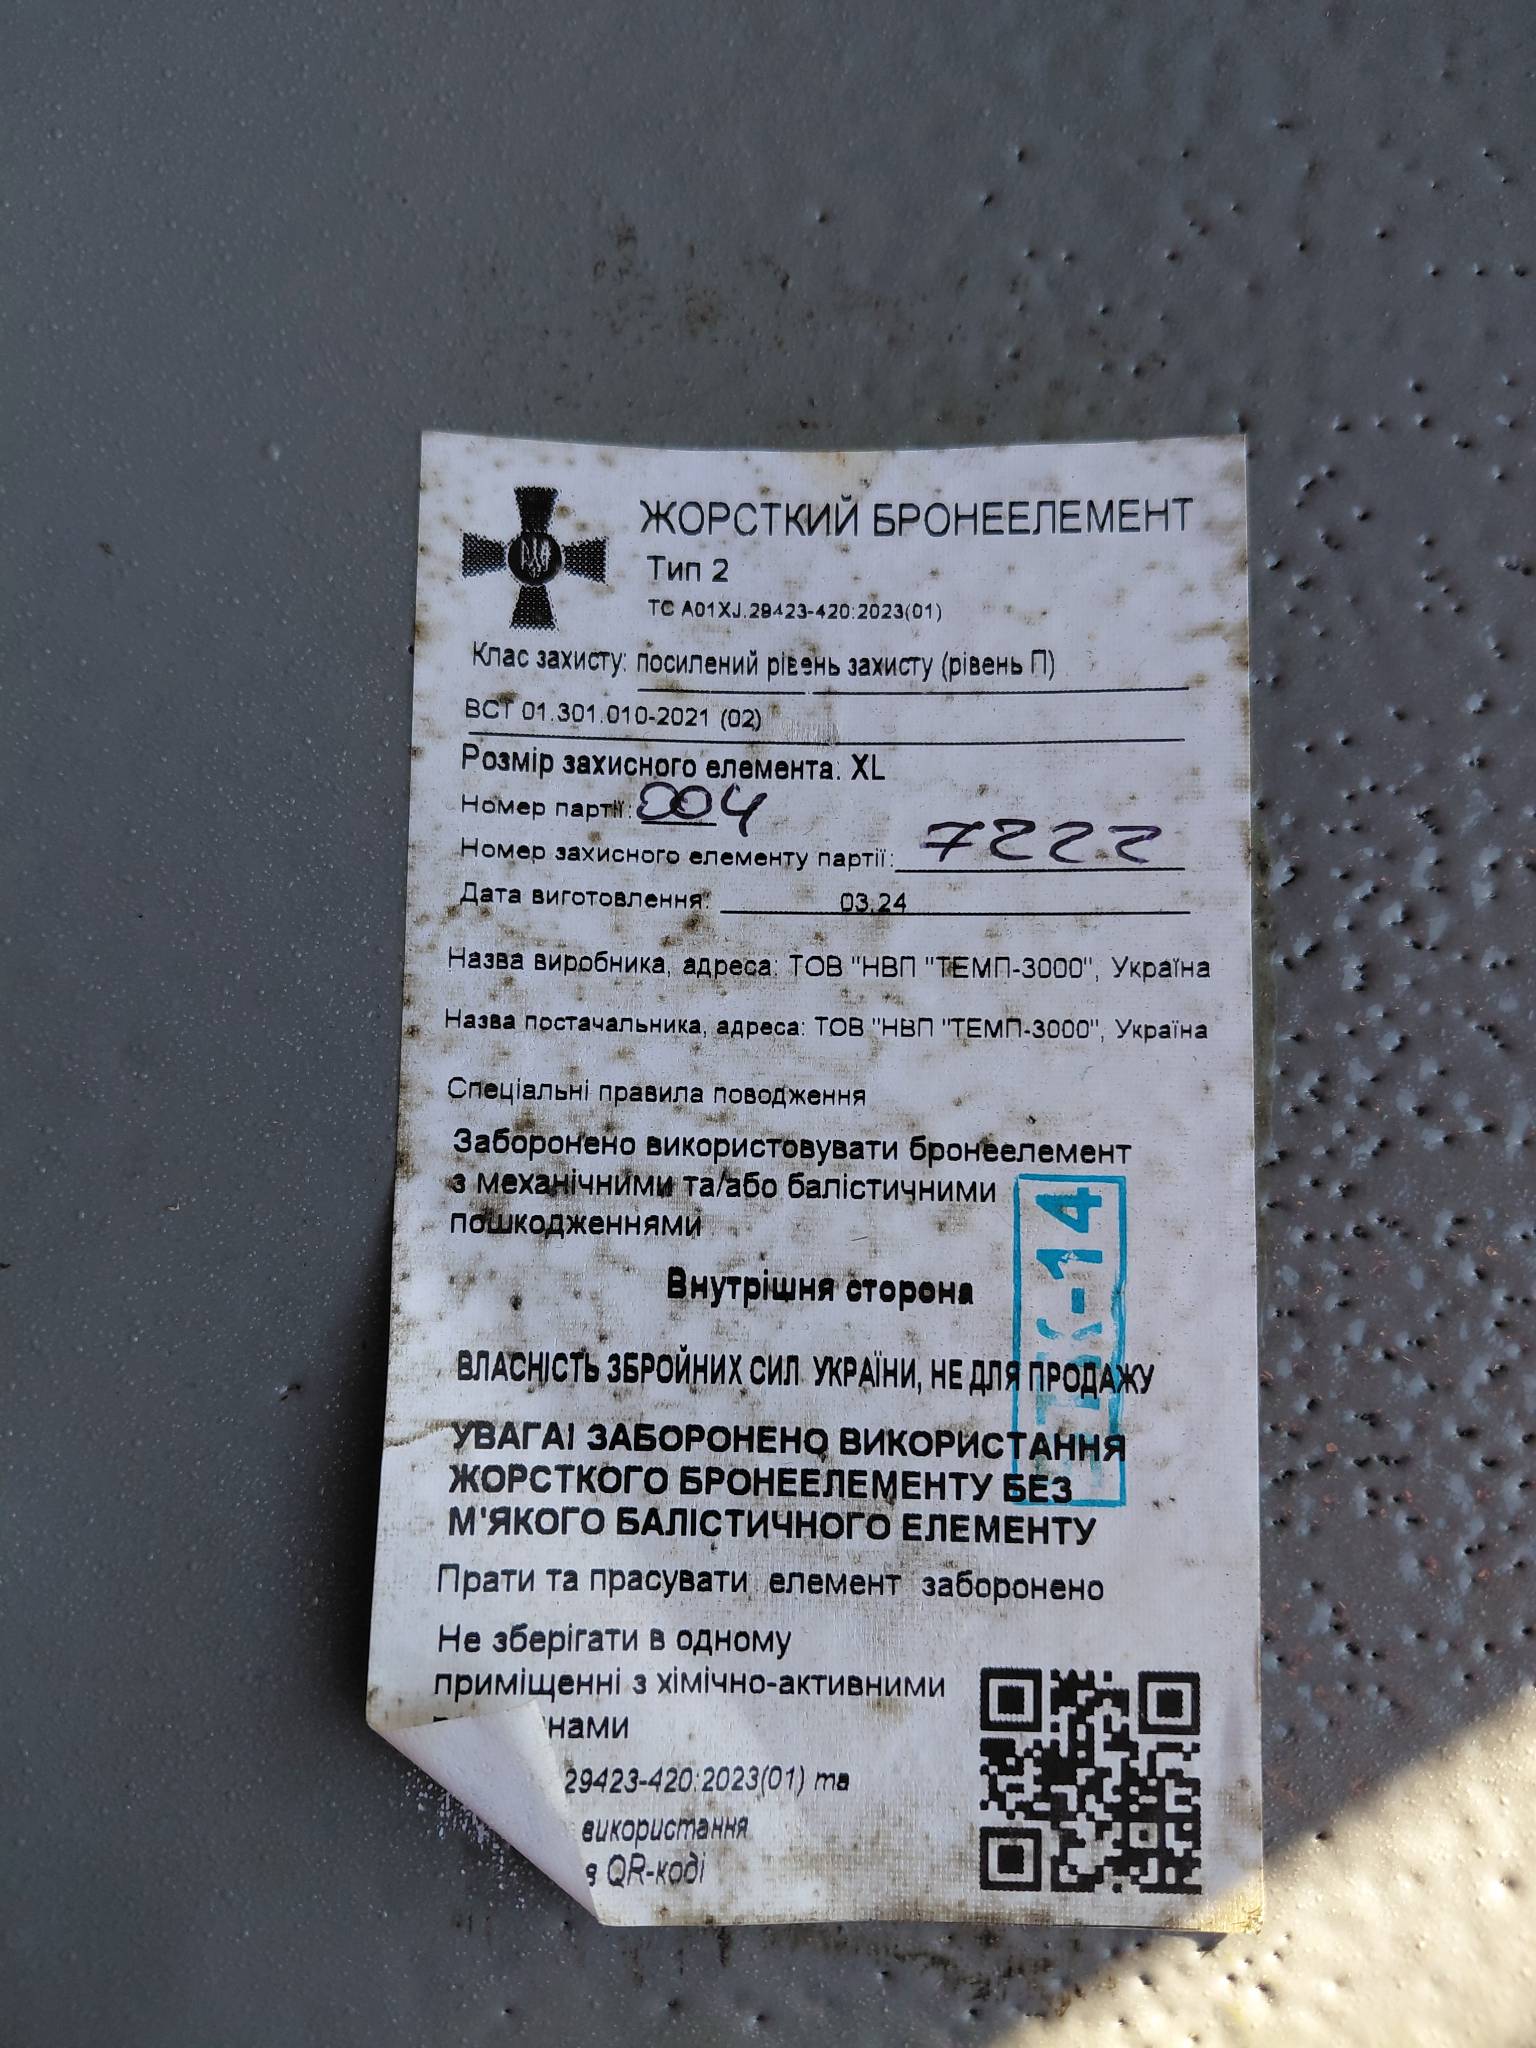 ЖОРСТКИЙ БРОНЕЕЛЕМЕНТ
Тип 2
ТС А01XJ.29423-420:2023(01)
Клас захисту: посилений рівень захисту (рівень П)
ВСТ 01.301.010-2021 (02)
Розмір захисного елемента: XL
Номер партії: 004
Номер захисного елементу партії: 7222
Дата виготовлення: 03.24
Назва виробника, адреса: ТОВ "НВП "ТЕМП-3000", Україна
Назва постачальника, адреса: ТОВ "НВП "ТЕМП-3000", Україна
Спеціальні правила поводження
Заборонено використовувати бронеелемент
з механічними та/або балістичними
пошкодженнями
Внутрішня сторона
ВЛАСНІСТЬ ЗБРОЙНИХ СИЛ УКРАЇНИ, НЕ ДЛЯ ПРОДАЖУ
УВАГА! ЗАБОРОНЕНО ВИКОРИСТАННЯ
ЖОРСТКОГО БРОНЕЕЛЕМЕНТУ БЕЗ
М'ЯКОГО БАЛІСТИЧНОГО ЕЛЕМЕНТУ
Прати та прасувати елемент заборонено
Не зберігати в одному
приміщенні з хімічно-активними
нами
29423-420:2023(01) та
використання
в QR-коді